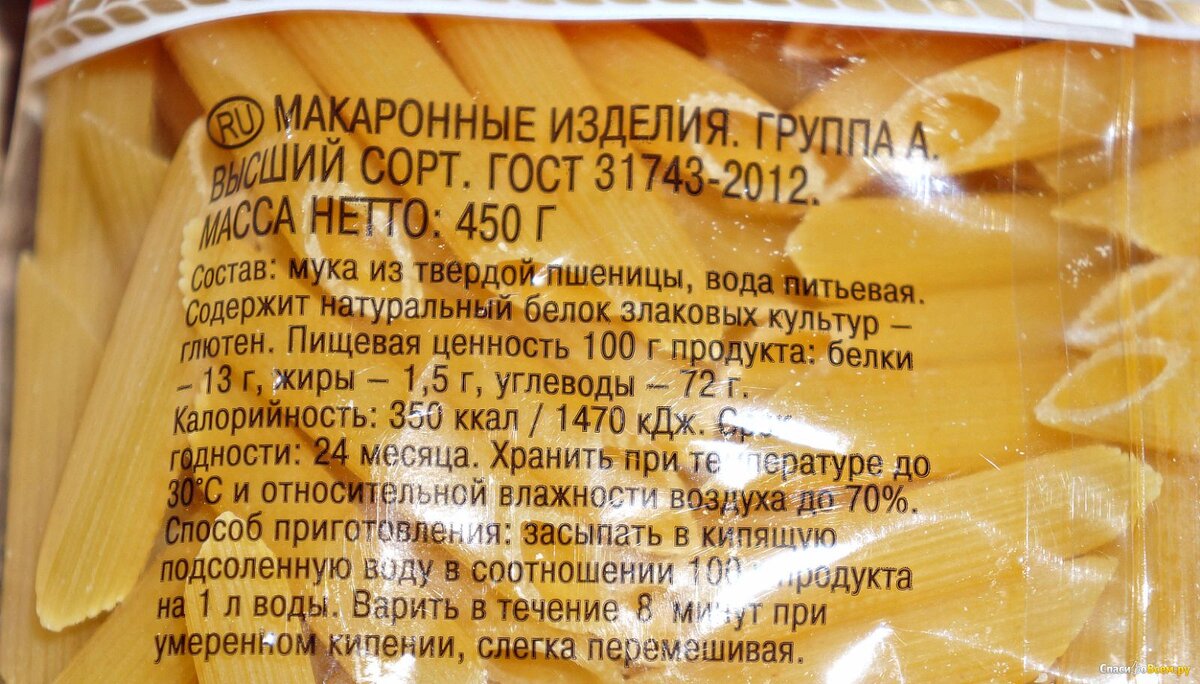 RU МАКАРОННЫЕ ИЗДЕЛИЯ. ГРУППА А.
ВЫСШИЙ СОРТ. ГОСТ 31743-2012.
МАССА НЕТТО: 450 Г
Состав: мука из твердой пшеницы, вода питьевая.
Содержит натуральный белок злаковых культур –
глютен. Пищевая ценность 100 г продукта: белки
– 13 г, жиры – 1,5 г, углеводы – 72 г.
Калорийность: 350 ккал / 1470 кДж. Срок
годности: 24 месяца. Хранить при температуре до
30°С и относительной влажности воздуха до 70%.
Способ приготовления: засыпать в кипящую
подсоленную воду в соотношении 100 продукта
на 1 л воды. Варить в течение 8 минут при
умеренном кипении, слегка перемешивая.